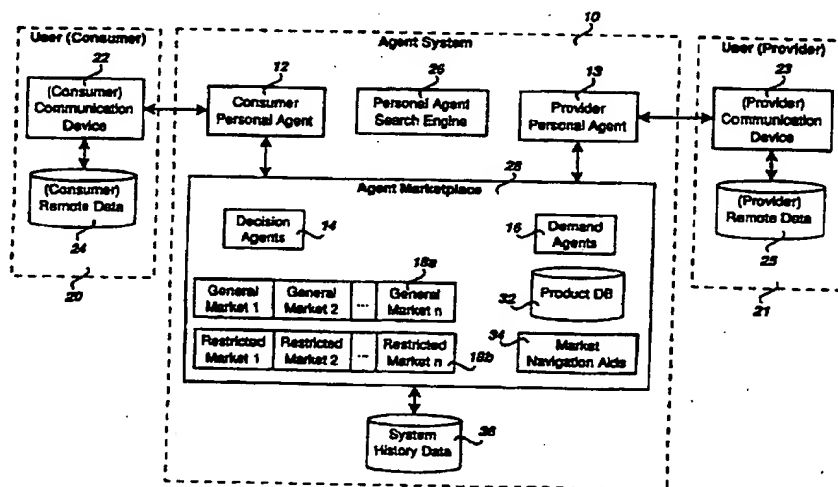 User (Consumer)
22
(Consumer)
Communication
Device
(Consumer)
Remote Data
24
20
Agent System
10
12
Consumer
Personal Agent
26
Personal Agent
Search Engine
13
Provider
Personal Agent
Agent Marketplace
28
Decision
Agents
14
16
Demand
Agents
18a
General
Market 1
General
Market 2
...
General
Market n
Restricted
Market 1
Restricted
Market 2
...
Restricted
Market n
18b
32
Product DB
34
Market
Navigation Aids
System
History Data
36
User (Provider)
23
(Provider)
Communication
Device
(Provider)
Remote Data
25
21